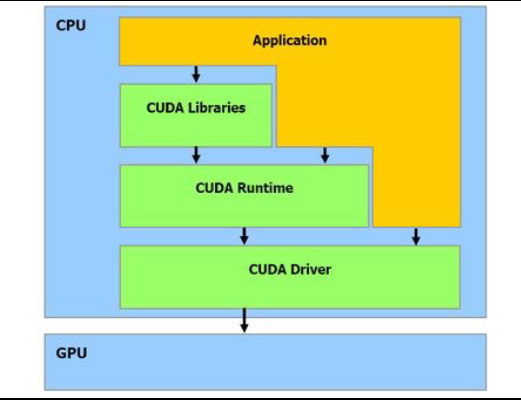 CPU
Application
CUDA Libraries
CUDA Runtime
CUDA Driver
GPU